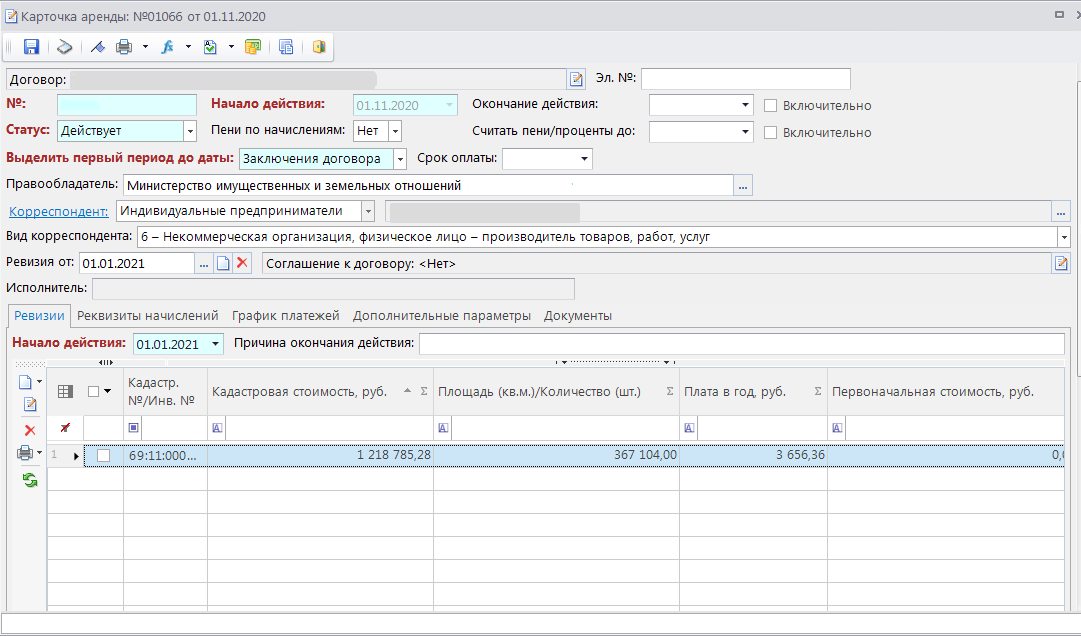 Карточка аренды: №01066 от 01.11.2020
Договор: Эл. №:
№: Начало действия: 01.11.2020 Окончание действия: Включительно
Статус: Действует Пени по начислениям: Нет Считать пени/проценты до: Включительно
Выделить первый период до даты: Заключения договора Срок оплаты:
Правообладатель: Министерство имущественных и земельных отношений ...
Корреспондент: Индивидуальные предприниматели ...
Вид корреспондента: 6 – Некоммерческая организация, физическое лицо – производитель товаров, работ, услуг
Ревизия от: 01.01.2021 ... Соглашение к договору: <Нет>
Исполнитель:
Ревизии Реквизиты начислений График платежей Дополнительные параметры Документы
Начало действия: 01.01.2021 Причина окончания действия:
Кадастр. №/Инв. № Кадастровая стоимость, руб. Σ Площадь (кв.м.)/Количество (шт.) Σ Плата в год, руб. Σ Первоначальная стоимость, руб.
1 69:11:000... 1 218 785,28 367 104,00 3 656,36 0,